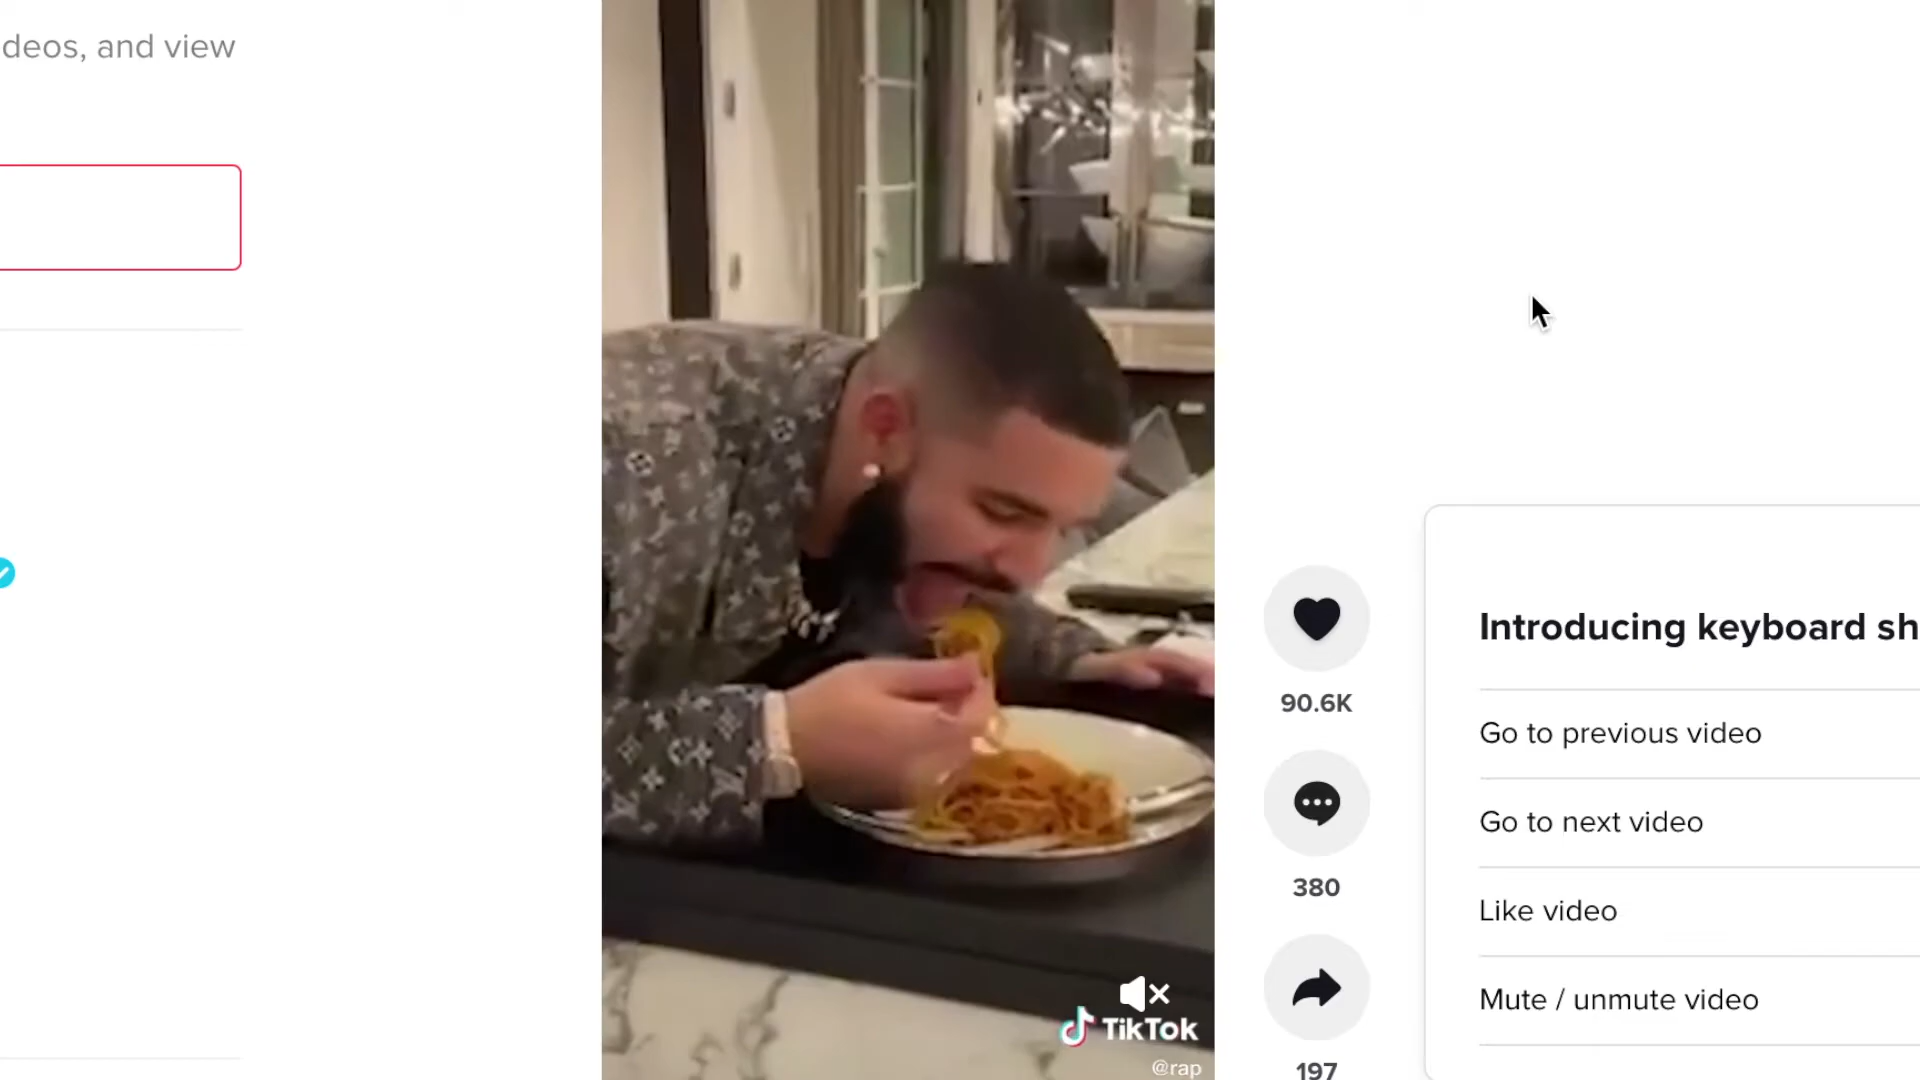 deos, and view
90.6K
380
197
Introducing keyboard sh
Go to previous video
Go to next video
Like video
Mute / unmute video
TikTok
@rap